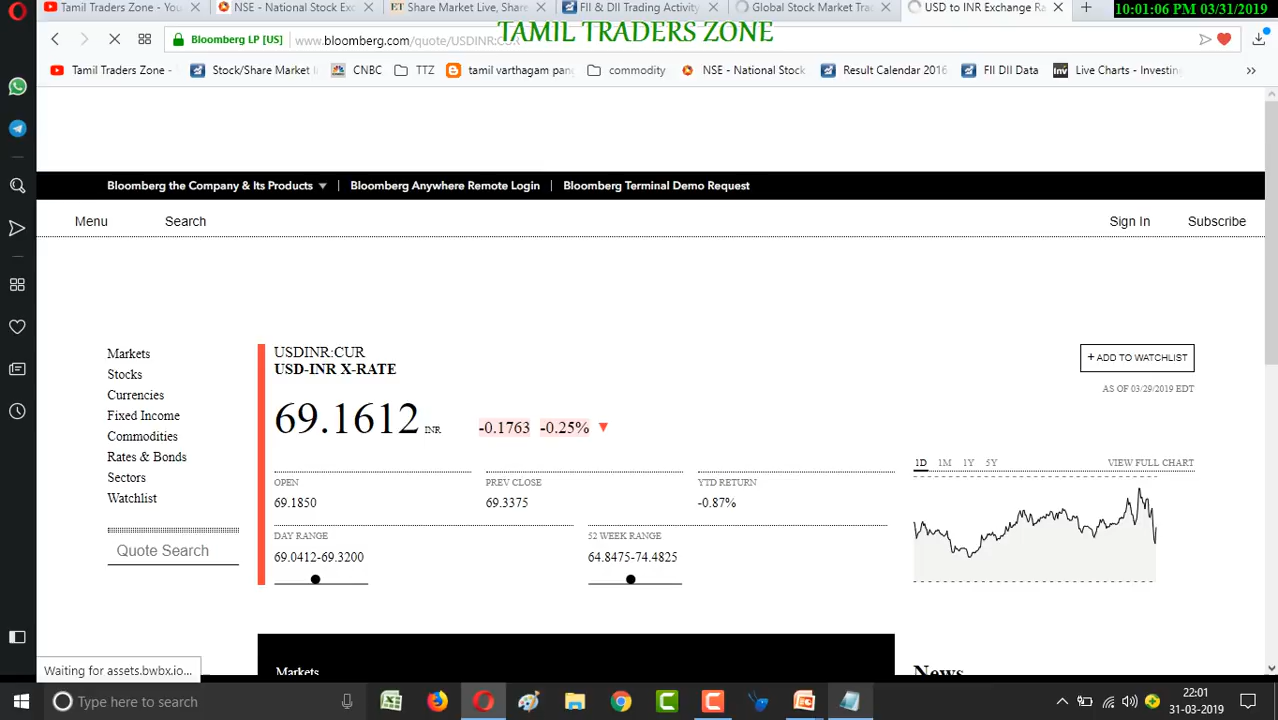 Tamil Traders Zone - You
NSE - National Stock Exc
Share Market Live, Share
FII & DII Trading Activity
Global Stock Market Trac
USD to INR Exchange Ra
10:01:06 PM 03/31/2019
TAMIL TRADERS ZONE
Bloomberg LP [US]
www.bloomberg.com/quote/USDINR:CUR
Tamil Traders Zone -
Stock/Share Market I
CNBC
TTZ
tamil varthagam pan
commodity
NSE - National Stock
Result Calendar 2016
FII DII Data
Live Charts - Investin
Bloomberg the Company & Its Products
Bloomberg Anywhere Remote Login
Bloomberg Terminal Demo Request
Menu
Search
Sign In
Subscribe
Markets
Stocks
Currencies
Fixed Income
Commodities
Rates & Bonds
Sectors
Watchlist
Quote Search
USDINR:CUR
USD-INR X-RATE
69.1612 INR -0.1763 -0.25%
OPEN
69.1850
PREV CLOSE
69.3375
YTD RETURN
-0.87%
DAY RANGE
69.0412-69.3200
52 WEEK RANGE
64.8475-74.4825
+ ADD TO WATCHLIST
AS OF 03/29/2019 EDT
1D 1M 1Y 5Y VIEW FULL CHART
Markets
News
Waiting for assets.bwbx.io...
Type here to search
22:01
31-03-2019